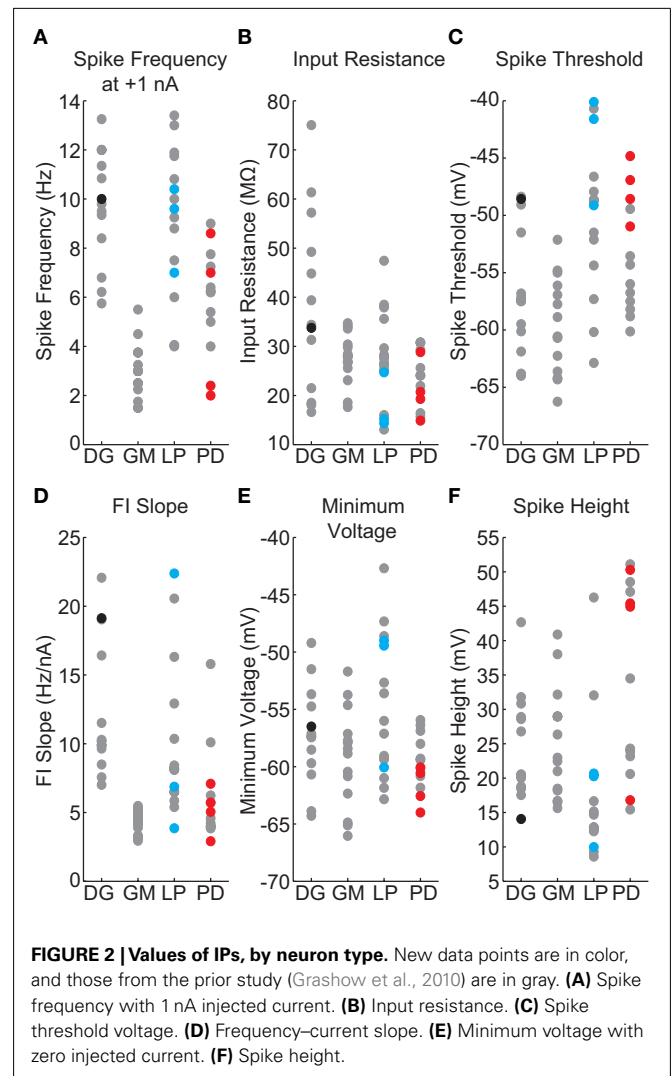 A
Spike Frequency
at +1 nA
Spike Frequency (Hz)
14
12
10
8
6
4
2
0
DG GM LP PD
B
Input Resistance
Input Resistance (MΩ)
80
70
60
50
40
30
20
10
DG GM LP PD
C
Spike Threshold
Spike Threshold (mV)
-40
-45
-50
-55
-60
-65
-70
DG GM LP PD
D
FI Slope
FI Slope (Hz/nA)
25
20
15
10
5
0
DG GM LP PD
E
Minimum
Voltage
Minimum Voltage (mV)
-40
-45
-50
-55
-60
-65
-70
DG GM LP PD
F
Spike Height
Spike Height (mV)
55
50
45
40
35
30
25
20
15
10
5
DG GM LP PD
FIGURE 2 | Values of IPs, by neuron type. New data points are in color,
and those from the prior study (Grashow et al., 2010) are in gray. (A) Spike
frequency with 1 nA injected current. (B) Input resistance. (C) Spike
threshold voltage. (D) Frequency–current slope. (E) Minimum voltage with
zero injected current. (F) Spike height.